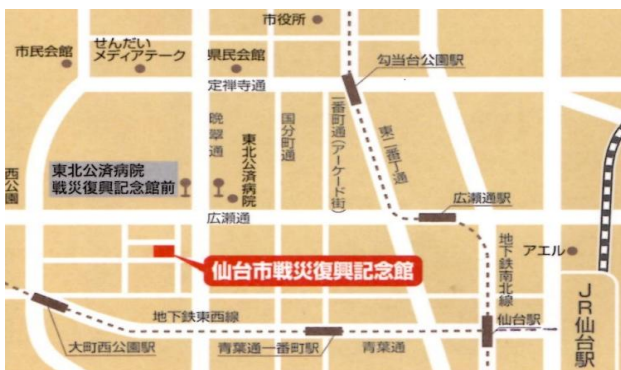 市役所
市民会館
せんだい
メディアテーク
県民会館
勾当台公園駅
定禅寺通
晩翠通
国分町通
一番町通(アーケード街)
東二番丁通
西公園
東北公済病院
戦災復興記念館前
東北公済病院
広瀬通駅
広瀬通
地下鉄南北線
アエル
仙台市戦災復興記念館
JR仙台駅
地下鉄東西線
仙台駅
大町西公園駅
青葉通一番町駅
青葉通